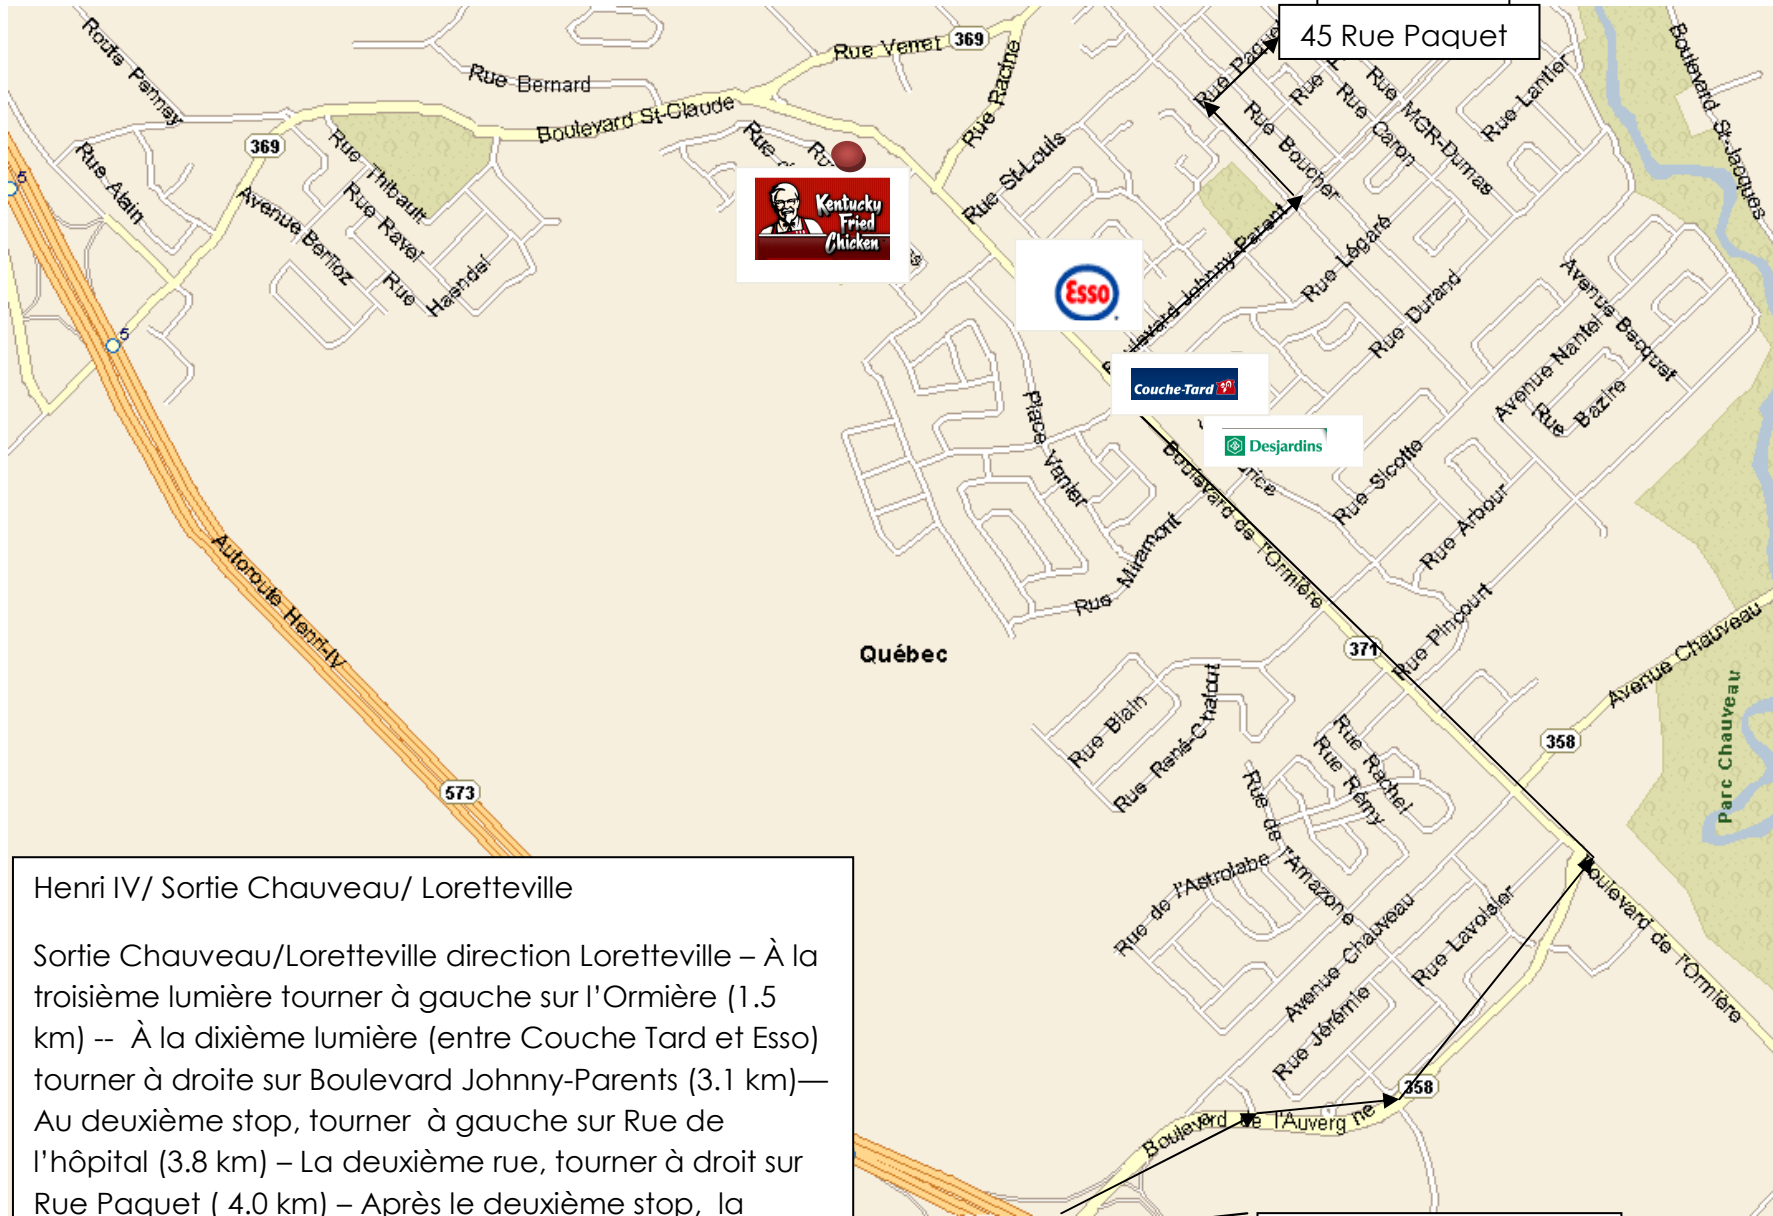 45 Rue Paquet
Route Pennay
Rue Bernard
Rue Verret 369
Rue Racine
Boulevard St-Claude
369
Rue Alain
Rue Thibault
Rue Ravel
Avenue Berlioz
Rue Haendel
5
5
Kentucky
Fried
Chicken
Rue St-Louis
Rue Paquet
Rue Boucher
Rue Caron
Rue MGR-Dumas
Rue Lantier
Boulevard St-Jacques
Esso
Boulevard Johnny-Parent
Rue Légaré
Rue Durand
Avenue Becquet
Avenue Nantel
Rue Bazire
Couche-Tard
Desjardins
Place Vanier
Rue Miramont
Boulevard de l'Ormière
Rue Sicotte
Rue Arbour
Rue Pincourt
371
Autoroute Henri-IV
573
Québec
Avenue Chauveau
358
Parc Chauveau
Rue Blain
Rue Rachel
Rue Rémy
Rue de l'Amazone
Rue de l'Astrolabe
Avenue Chauveau
Rue Lavoisier
Rue Jérémie
Boulevard de l'Ormière
358
Boulevard de l'Auvergne
Henri IV/ Sortie Chauveau/ Loretteville
Sortie Chauveau/Loretteville direction Loretteville – À la
troisième lumière tourner à gauche sur l’Ormière (1.5
km) -- À la dixième lumière (entre Couche Tard et Esso)
tourner à droite sur Boulevard Johnny-Parents (3.1 km)—
Au deuxième stop, tourner à gauche sur Rue de
l’hôpital (3.8 km) – La deuxième rue, tourner à droit sur
Rue Paquet ( 4.0 km) – Après le deuxième stop, la